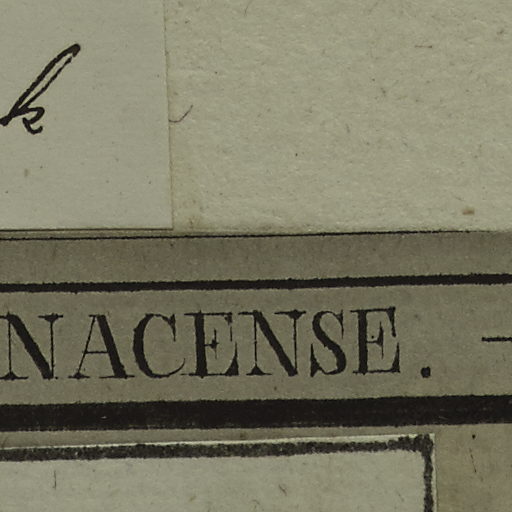 k
NACENSE. —